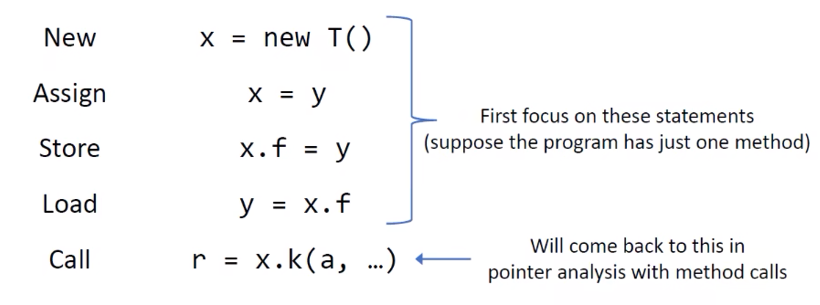 New x = new T()
Assign x = y
Store x.f = y
Load y = x.f
Call r = x.k(a, …)
First focus on these statements
(suppose the program has just one method)
Will come back to this in
pointer analysis with method calls